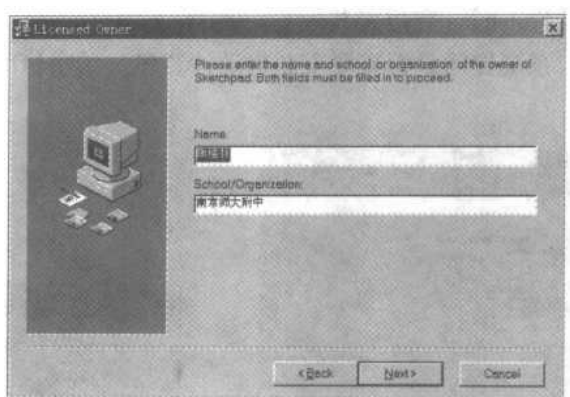 Licensed Owner
Please enter the name and school or organization of the owner of
Sketchpad. Both fields must be filled in to proceed.
Name
School/Organization:
南京师大附中
< Back
Next >
Cancel